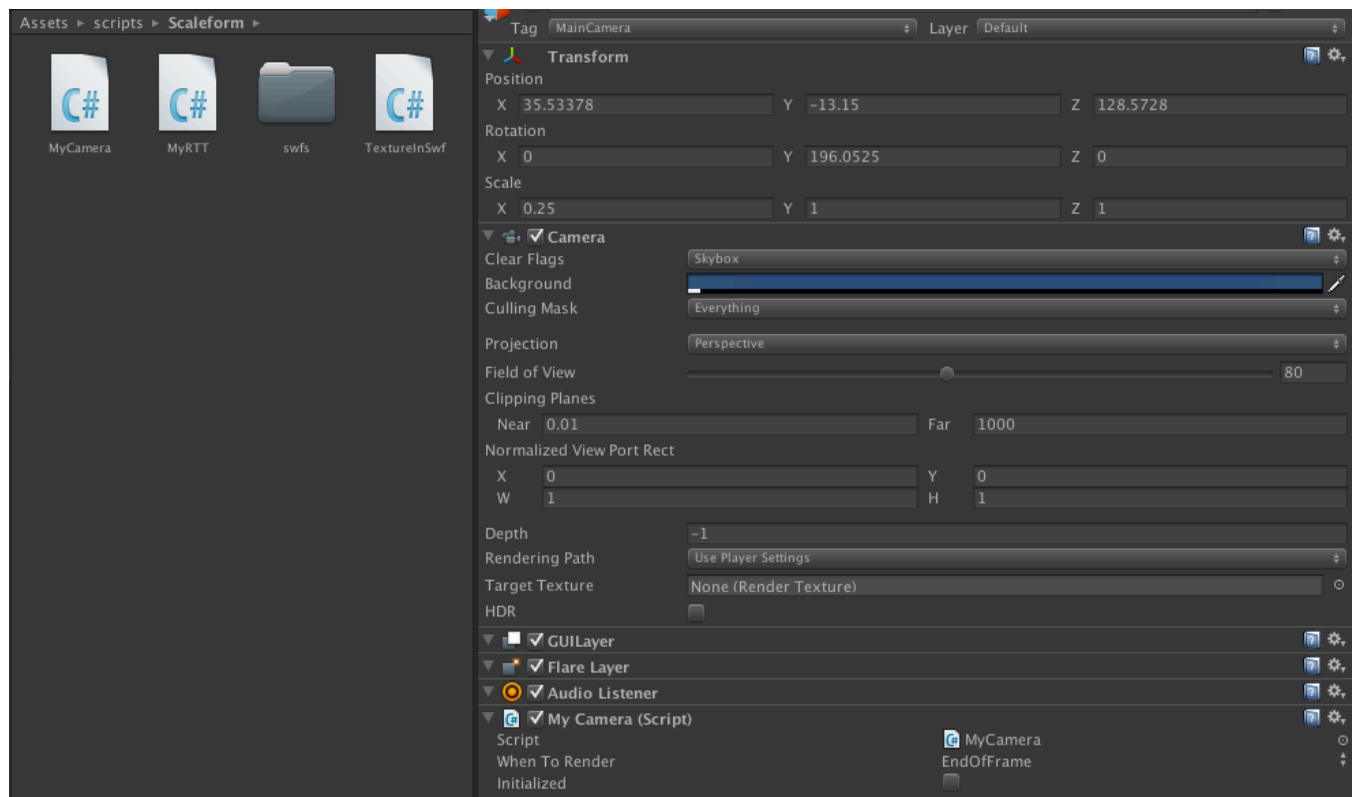 Assets ▸ scripts ▸ Scaleform ▸
MyCamera MyRTT swfs TextureInSwf
Tag MainCamera Layer Default
Transform
Position
X 35.53378 Y -13.15 Z 128.5728
Rotation
X 0 Y 196.0525 Z 0
Scale
X 0.25 Y 1 Z 1
Camera
Clear Flags Skybox
Background
Culling Mask Everything
Projection Perspective
Field of View 80
Clipping Planes
Near 0.01 Far 1000
Normalized View Port Rect
X 0 Y 0
W 1 H 1
Depth -1
Rendering Path Use Player Settings
Target Texture None (Render Texture)
HDR
GUILayer
Flare Layer
Audio Listener
My Camera (Script)
Script MyCamera
When To Render EndOfFrame
Initialized